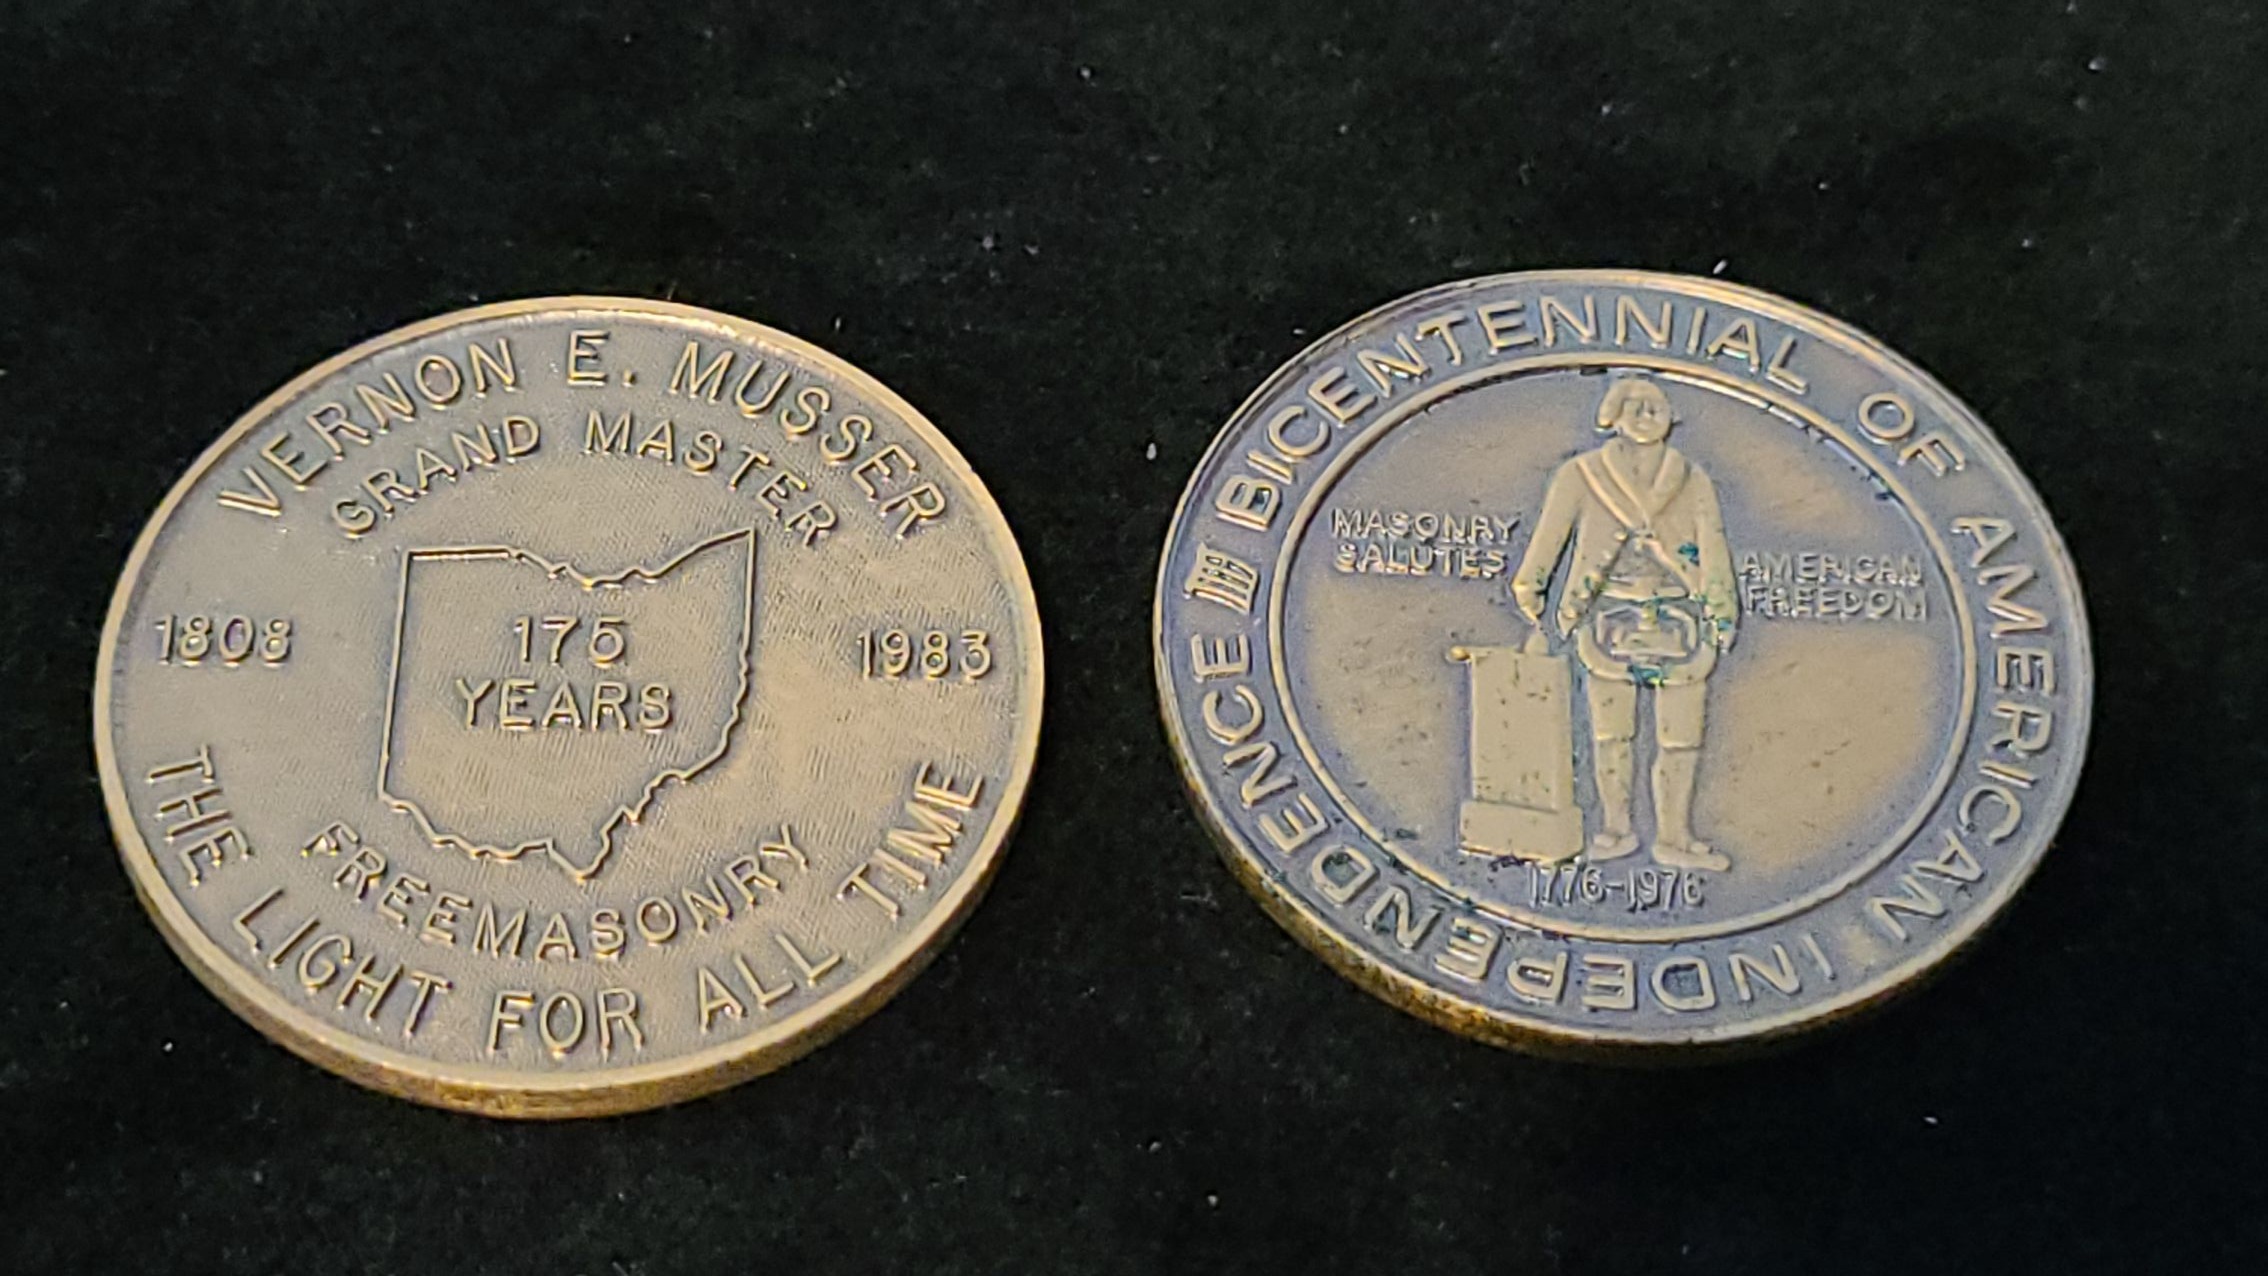 VERNON E. MUSSER
GRAND MASTER
1808
175
YEARS
1983
FREEMASONRY
THE LIGHT FOR ALL TIME
BICENTENNIAL OF AMERICAN INDEPENDENCE
MASONRY
SALUTES
AMERICAN
FREEDOM
1776-1976